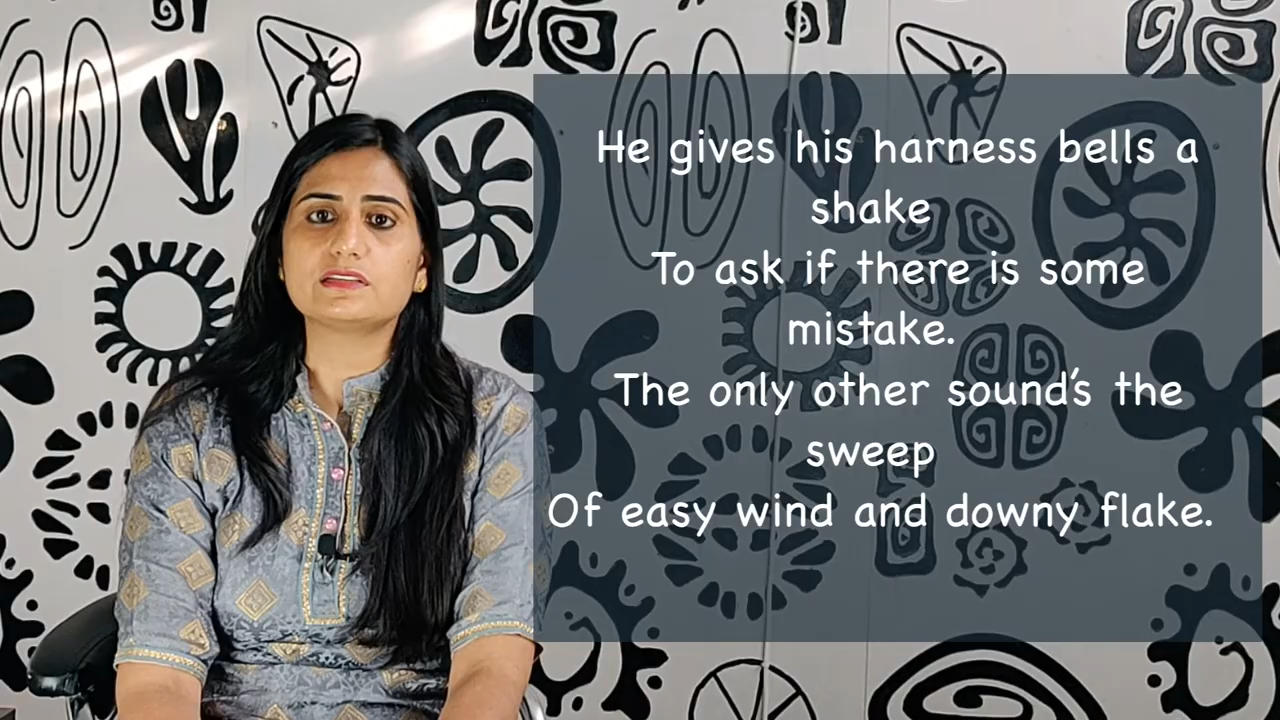 He gives his harness bells a
shake
To ask if there is some
mistake.
The only other sound's the
sweep
Of easy wind and downy flake.